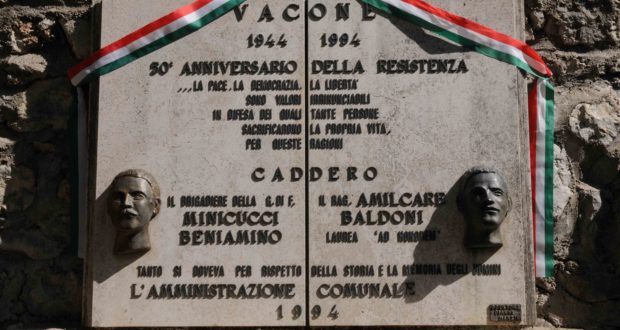 VACONE
1944 1994
50° ANNIVERSARIO DELLA RESISTENZA
...LA PACE, LA DEMOCRAZIA, LA LIBERTA'
SONO VALORI IRRINUNCIABILI
IN DIFESA DEI QUALI TANTE PERSONE
SACRIFICARONO LA PROPRIA VITA,
PER QUESTE RAGIONI
CADDERO
IL BRIGADIERE DELLA G. DI F.
MINICUCCI
BENIAMINO
IL RAG. AMILCARE
BALDONI
LAUREA "AD HONOREM"
TANTO SI DOVEVA PER RISPETTO DELLA STORIA E LA MEMORIA DEGLI UOMINI
L'AMMINISTRAZIONE COMUNALE
1994